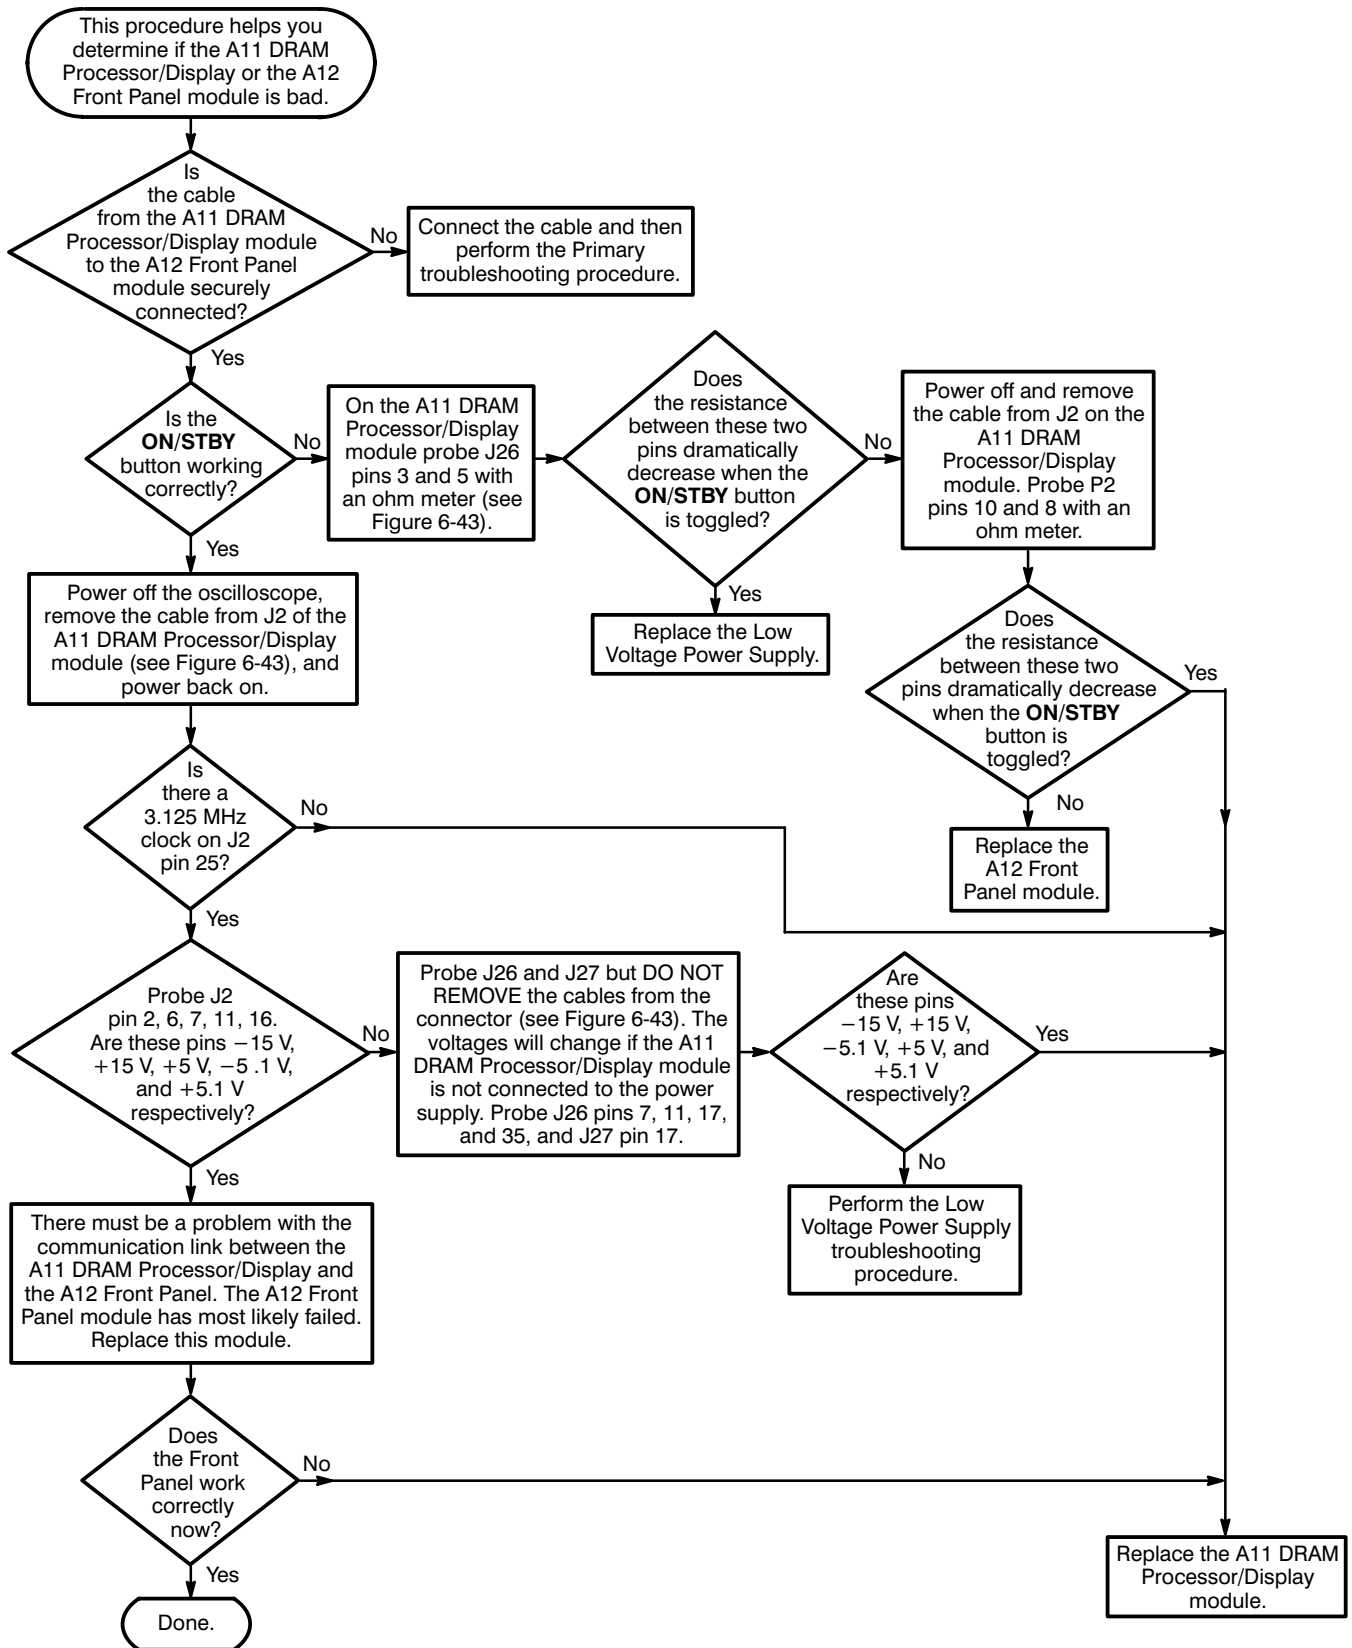 This procedure helps you
determine if the A11 DRAM
Processor/Display or the A12
Front Panel module is bad.
Is
the cable
from the A11 DRAM
Processor/Display module
to the A12 Front Panel
module securely
connected?
No
Connect the cable and then
perform the Primary
troubleshooting procedure.
Yes
Is the
ON/STBY
button working
correctly?
No
On the A11 DRAM
Processor/Display
module probe J26
pins 3 and 5 with
an ohm meter (see
Figure 6-43).
Does
the resistance
between these two
pins dramatically
decrease when the
ON/STBY button
is toggled?
No
Power off and remove
the cable from J2 on the
A11 DRAM
Processor/Display
module. Probe P2
pins 10 and 8 with an
ohm meter.
Yes
Replace the Low
Voltage Power Supply.
Does
the resistance
between these two
pins dramatically decrease
when the ON/STBY
button is
toggled?
Yes
No
Replace the
A12 Front
Panel module.
Yes
Power off the oscilloscope,
remove the cable from J2 of the
A11 DRAM Processor/Display
module (see Figure 6-43), and
power back on.
Is
there a
3.125 MHz
clock on J2
pin 25?
No
Yes
Probe J2
pin 2, 6, 7, 11, 16.
Are these pins −15 V,
+15 V, +5 V, −5 .1 V,
and +5.1 V
respectively?
No
Probe J26 and J27 but DO NOT
REMOVE the cables from the
connector (see Figure 6-43). The
voltages will change if the A11
DRAM Processor/Display module
is not connected to the power
supply. Probe J26 pins 7, 11, 17,
and 35, and J27 pin 17.
Are
these pins
−15 V, +15 V,
−5.1 V, +5 V, and
+5.1 V
respectively?
Yes
No
Perform the Low
Voltage Power Supply
troubleshooting
procedure.
Yes
There must be a problem with the
communication link between the
A11 DRAM Processor/Display and
the A12 Front Panel. The A12 Front
Panel module has most likely failed.
Replace this module.
Does
the Front
Panel work
correctly
now?
No
Yes
Done.
Replace the A11 DRAM
Processor/Display
module.